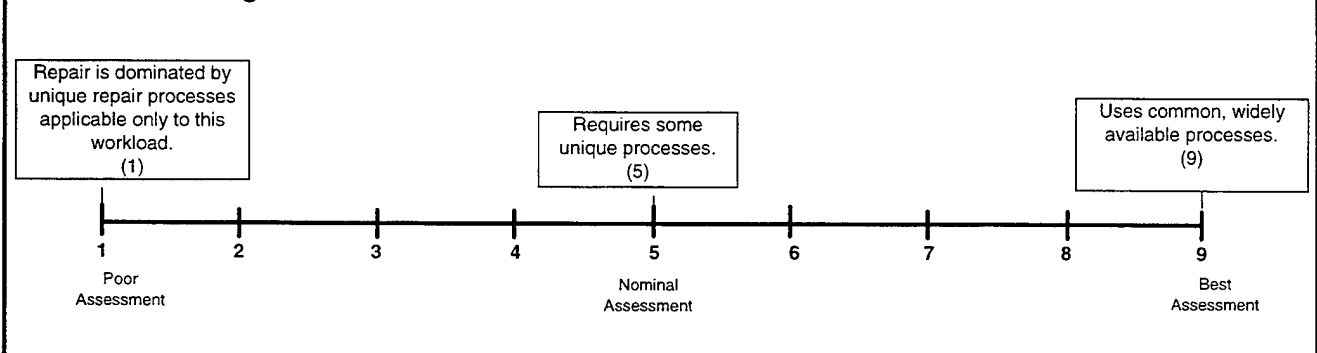 Repair is dominated by
unique repair processes
applicable only to this
workload.
(1)
Requires some
unique processes.
(5)
Uses common, widely
available processes.
(9)
1
2
3
4
5
6
7
8
9
Poor
Assessment
Nominal
Assessment
Best
Assessment